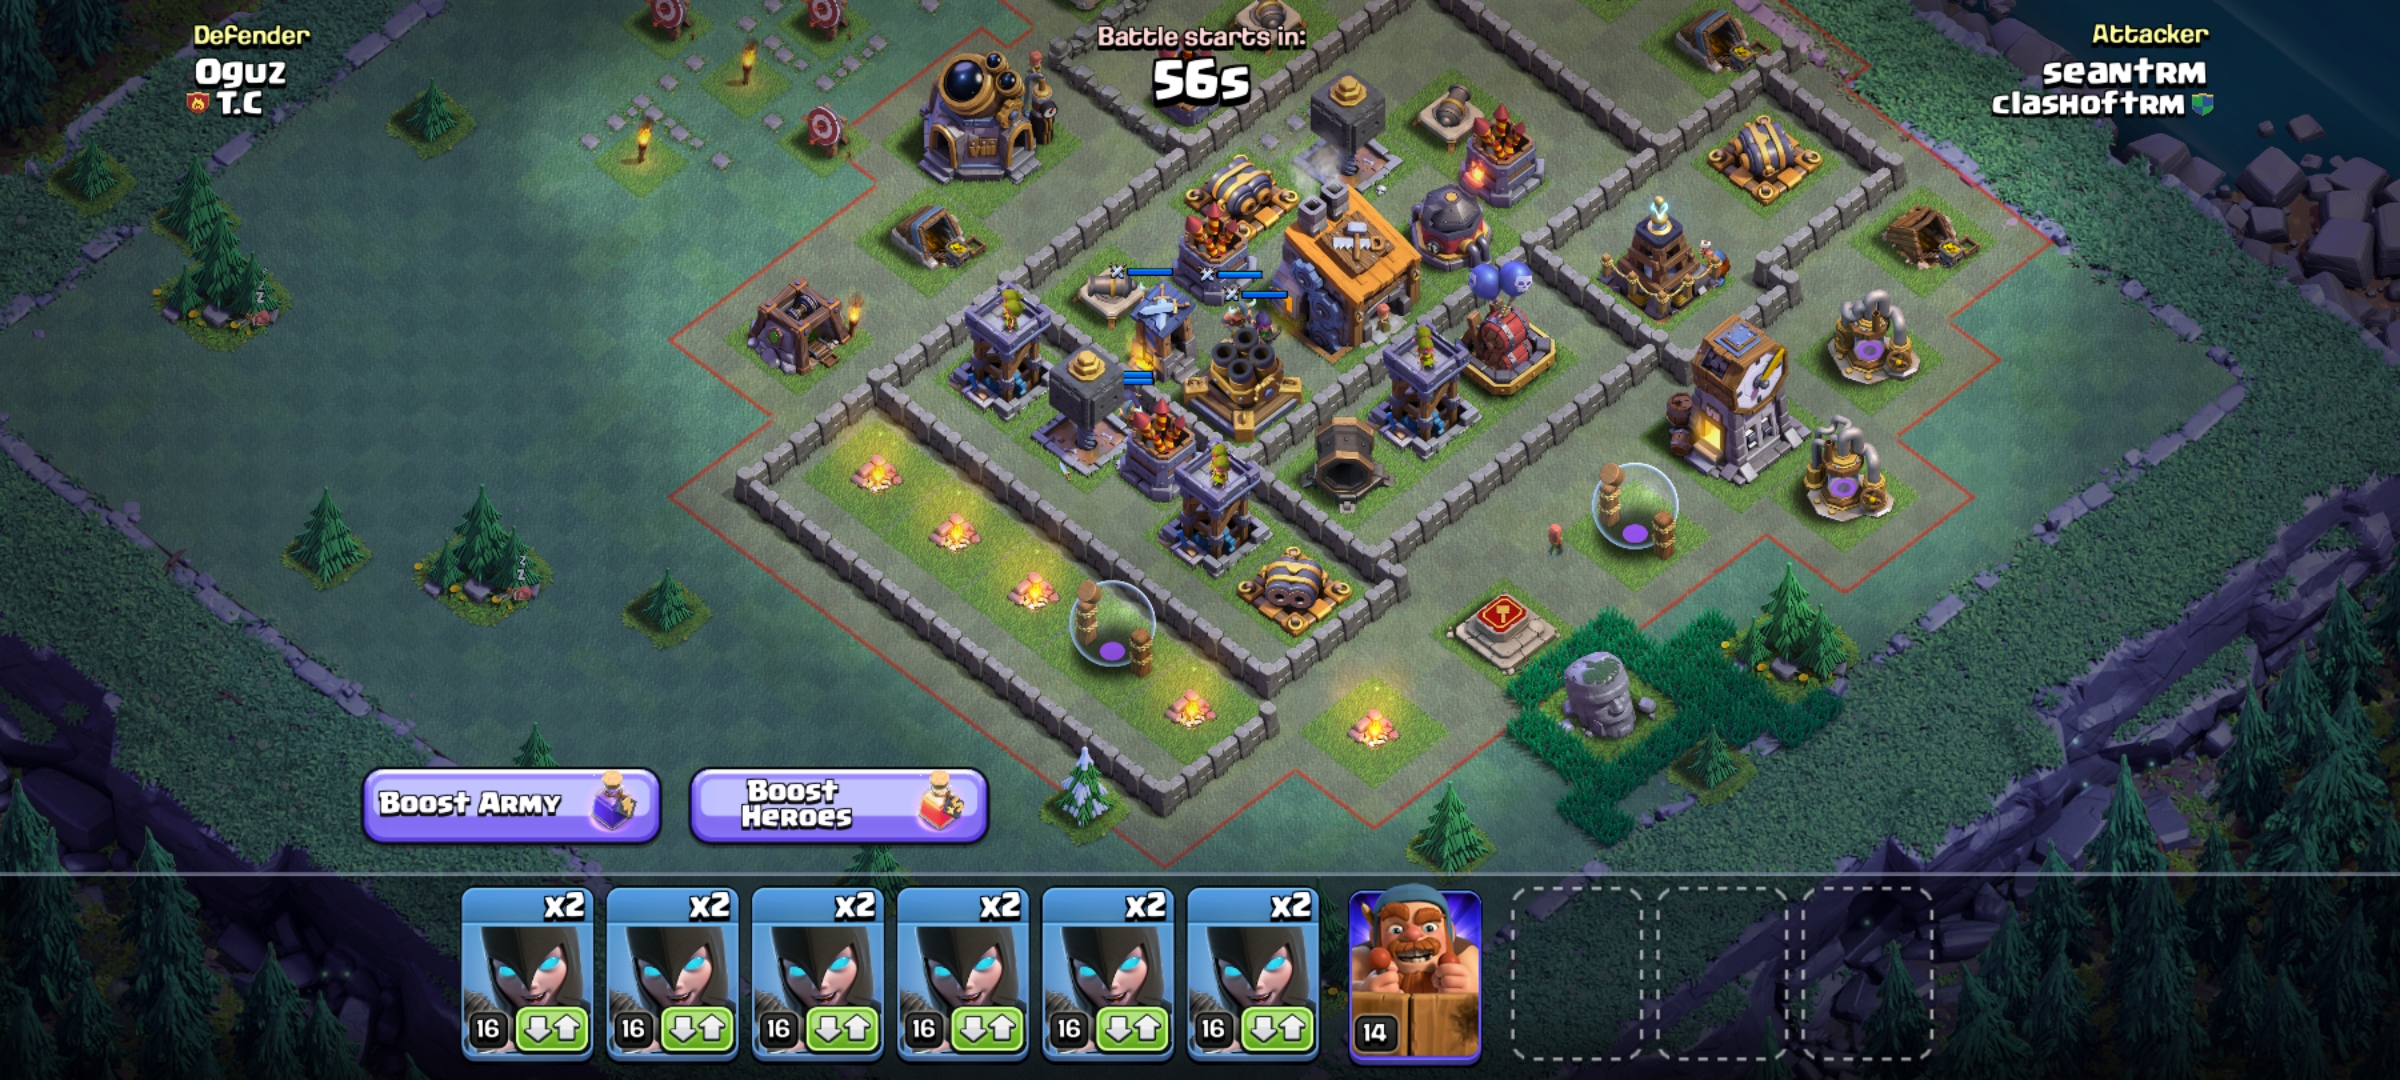 Defender
Oguz
T.C
Battle starts in:
56s
Attacker
seantRM
clashoftRM
Boost Army
Boost
Heroes
x2
x2
x2
x2
x2
x2
16
16
16
16
16
16
14